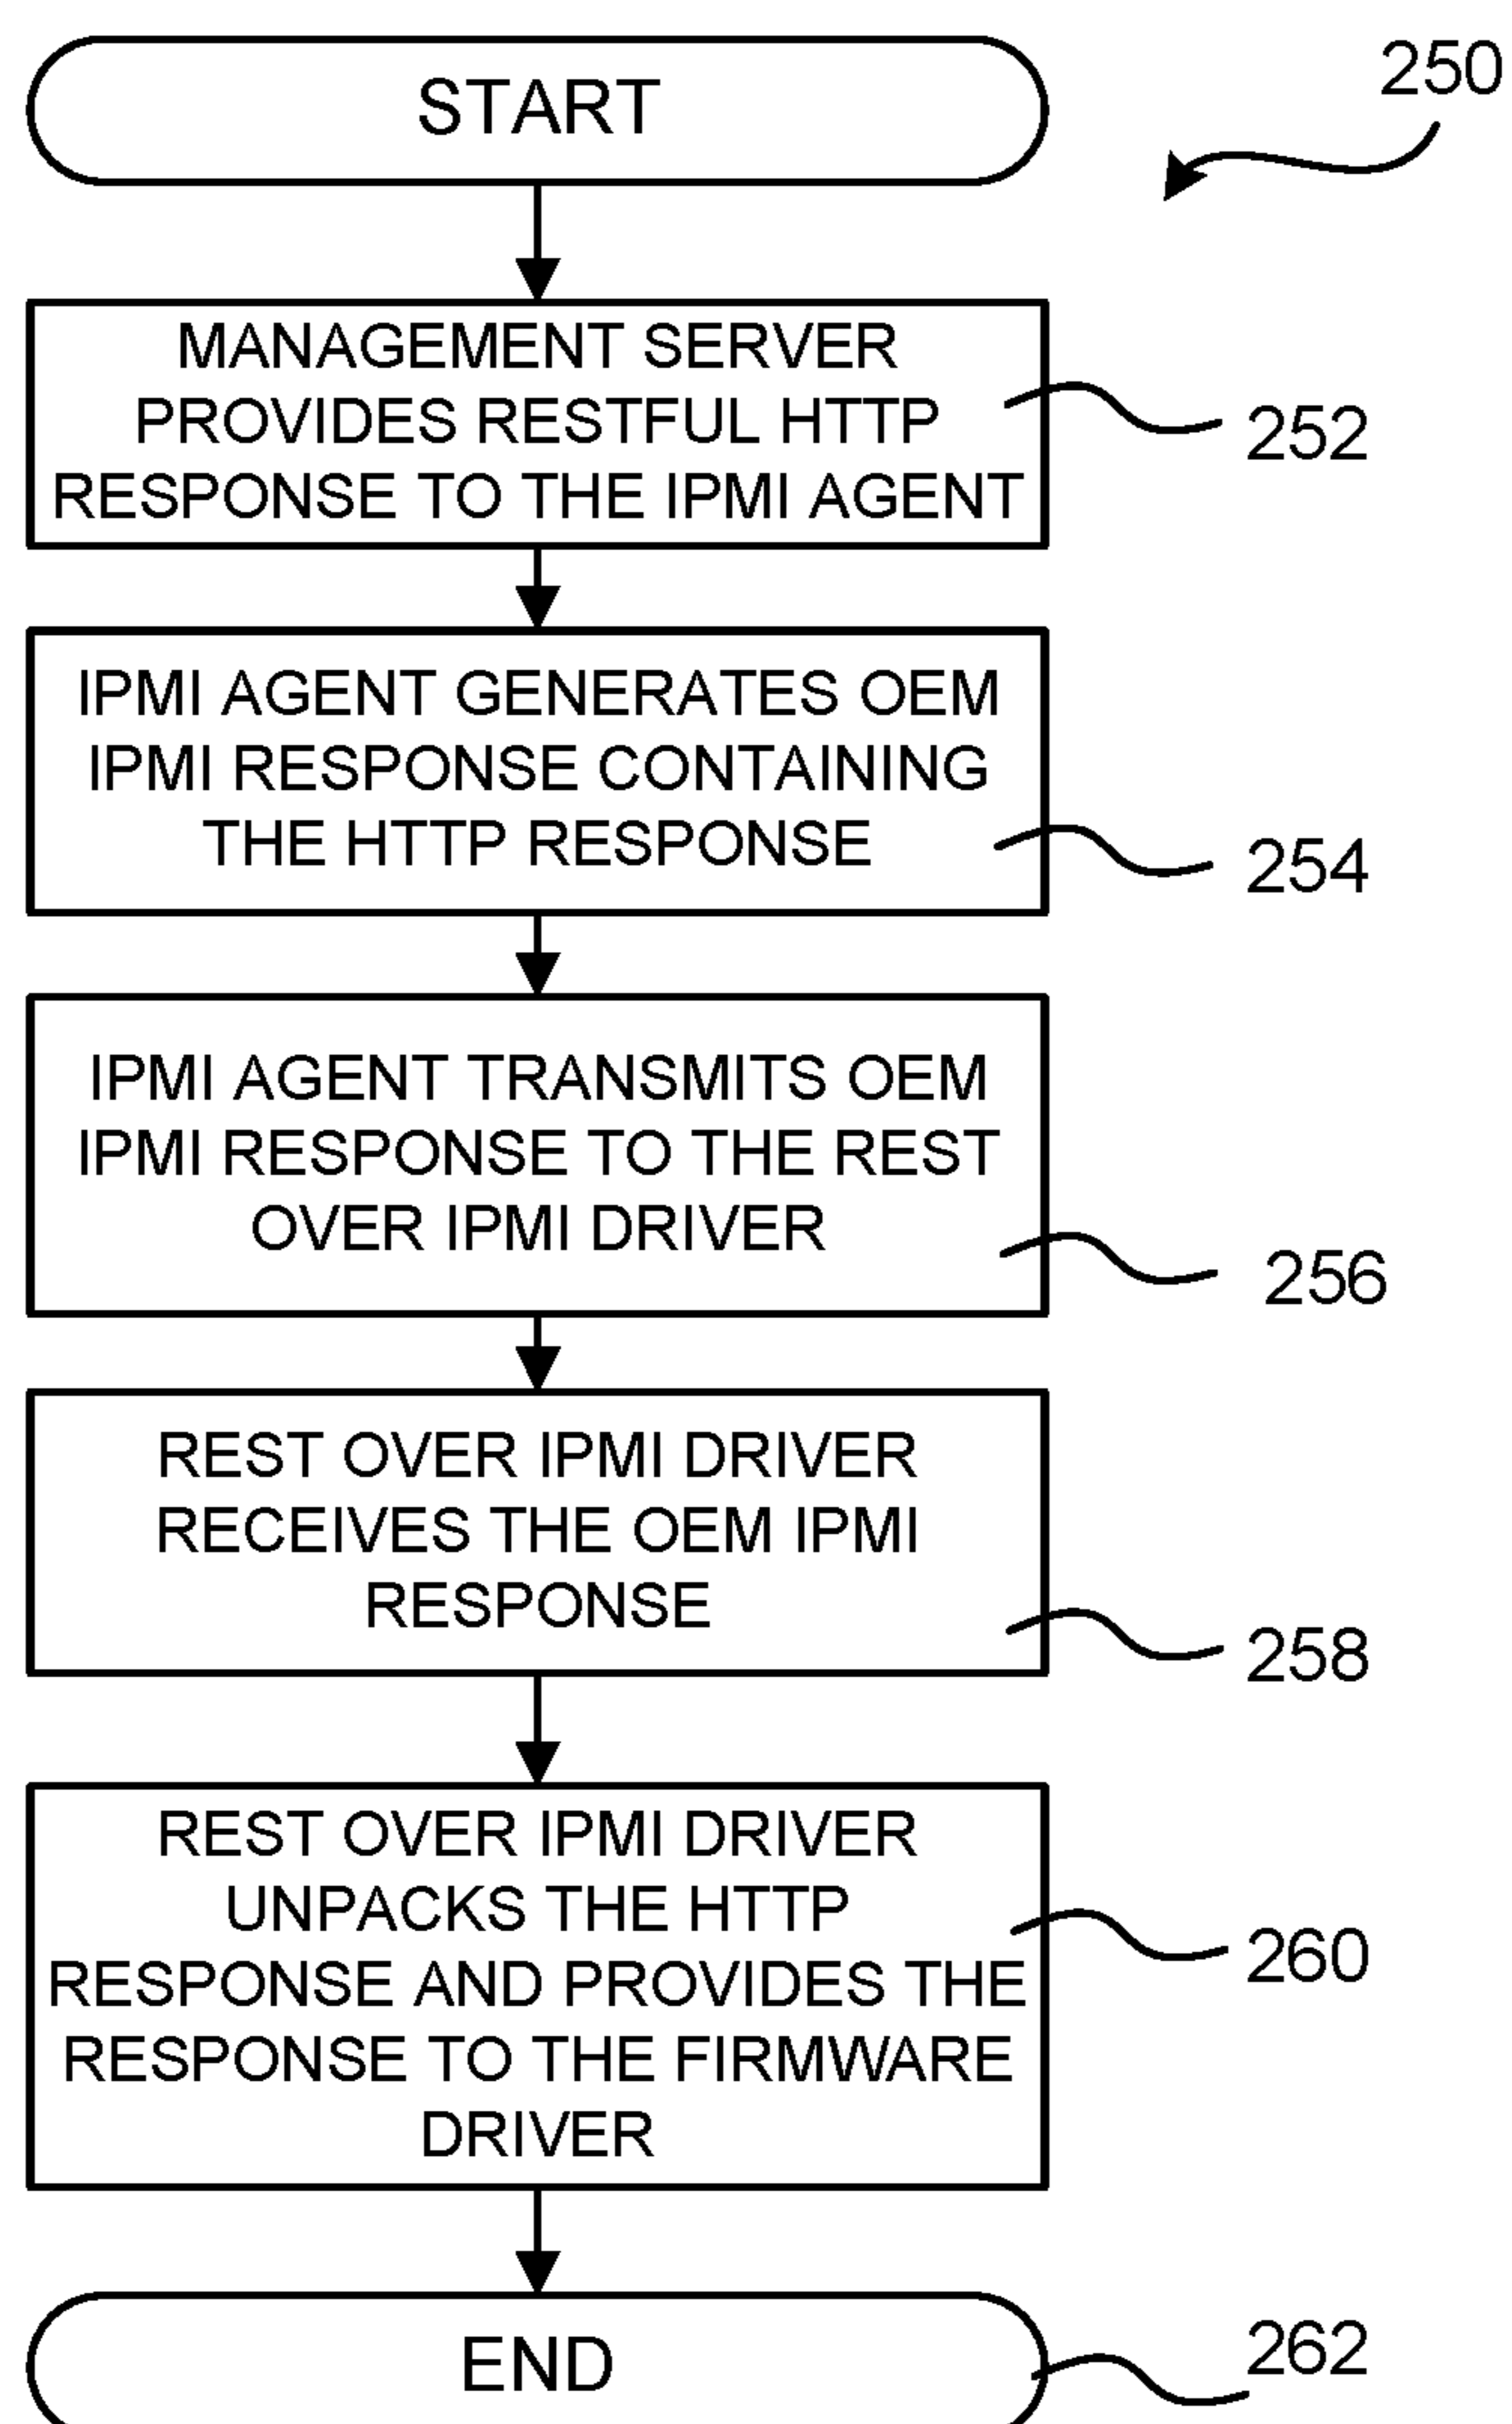 START
250
MANAGEMENT SERVER
PROVIDES RESTFUL HTTP
RESPONSE TO THE IPMI AGENT
252
IPMI AGENT GENERATES OEM
IPMI RESPONSE CONTAINING
THE HTTP RESPONSE
254
IPMI AGENT TRANSMITS OEM
IPMI RESPONSE TO THE REST
OVER IPMI DRIVER
256
REST OVER IPMI DRIVER
RECEIVES THE OEM IPMI
RESPONSE
258
REST OVER IPMI DRIVER
UNPACKS THE HTTP
RESPONSE AND PROVIDES THE
RESPONSE TO THE FIRMWARE
DRIVER
260
END
262